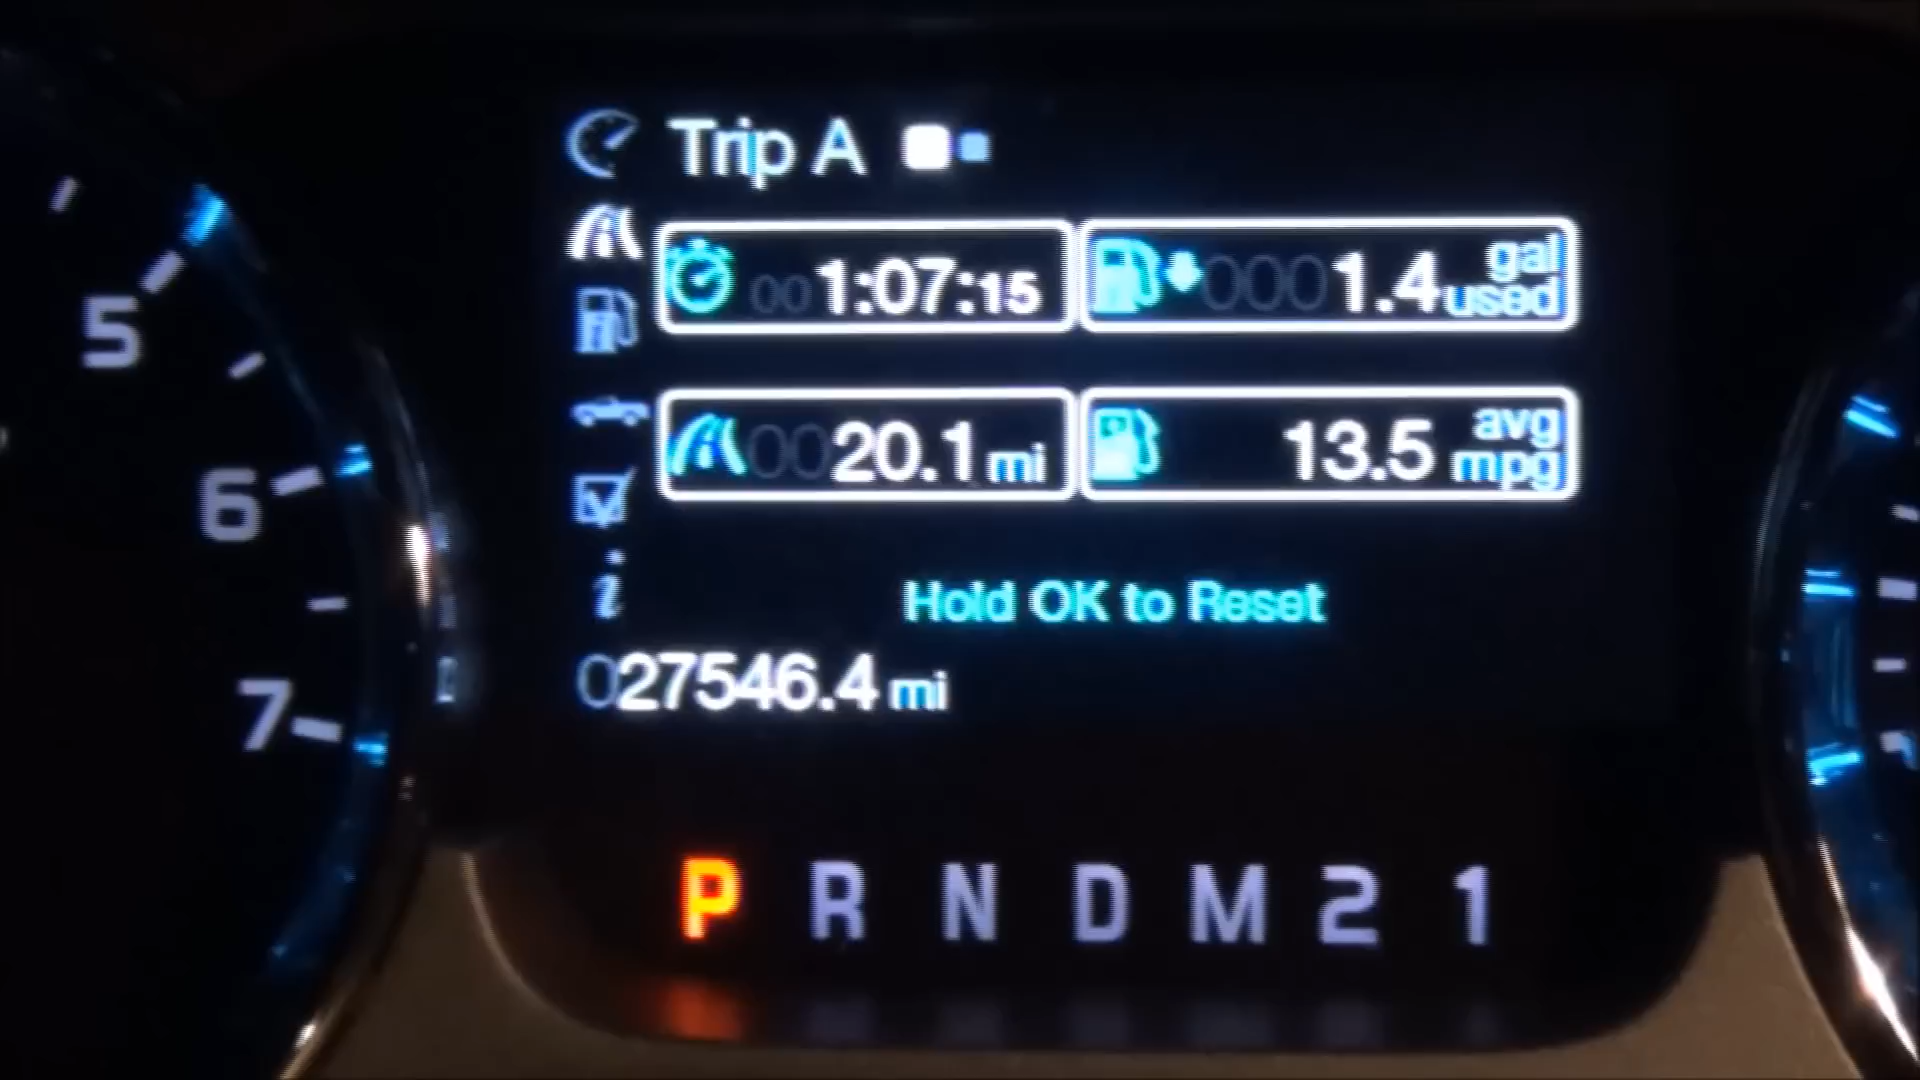 Trip A
001:07:15
0001.4 gal used
0020.1 mi
13.5 avg mpg
Hold OK to Reset
027546.4 mi
P R N D M 2 1
5
6
7